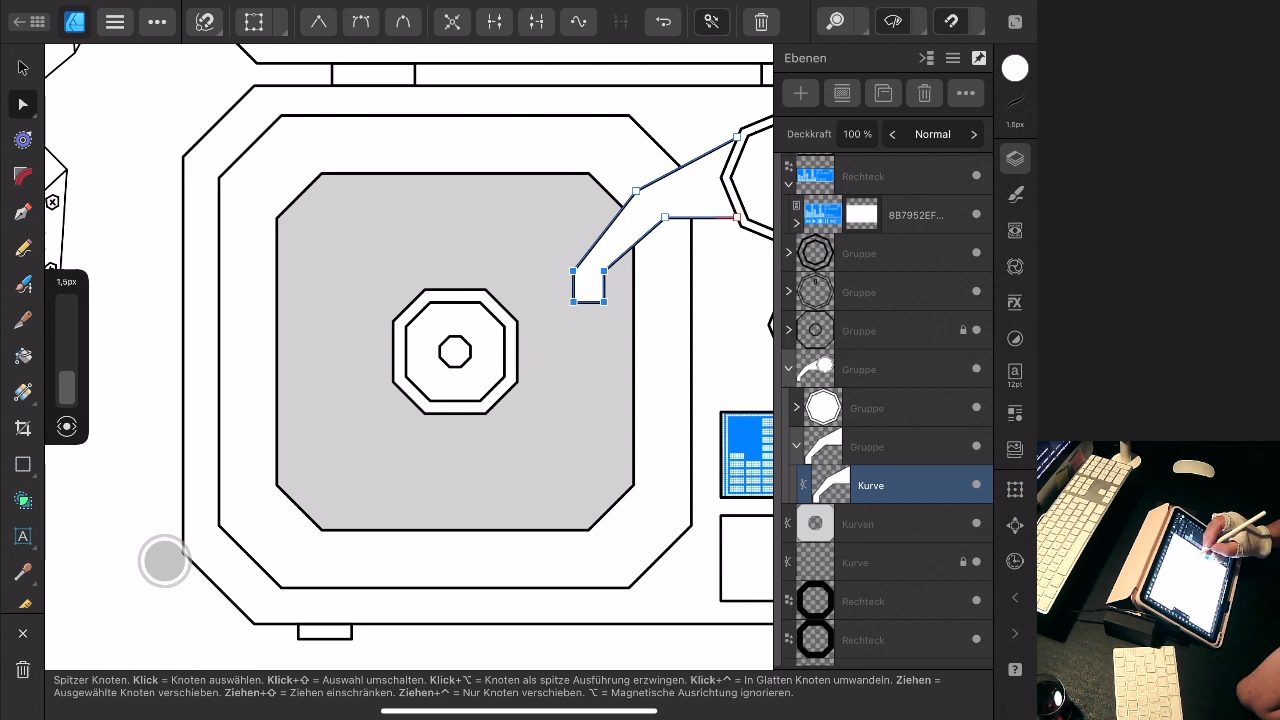 Ebenen
Deckkraft 100 % Normal
1,5px
Rechteck
8B7952EF...
Gruppe
Gruppe
Gruppe
Gruppe
Gruppe
Gruppe
Kurve
Kurven
Kurve
Rechteck
Rechteck
1,5px
A
12pt
A
Spitzer Knoten. Klick = Knoten auswählen. Klick+⇧ = Auswahl umschalten. Klick+⌥ = Knoten als spitze Ausführung erzwingen. Klick+⌃ = In Glatten Knoten umwandeln. Ziehen =
Ausgewählte Knoten verschieben. Ziehen+⇧ = Ziehen einschränken. Ziehen+⌃ = Nur Knoten verschieben. ⌥ = Magnetische Ausrichtung ignorieren.